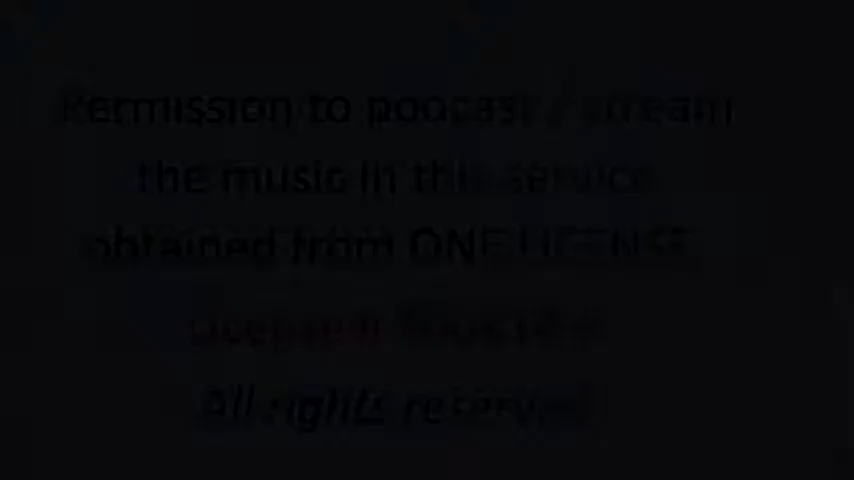 Permission to podcast / stream
the music in this service
obtained from ONE LICENSE
All rights reserved